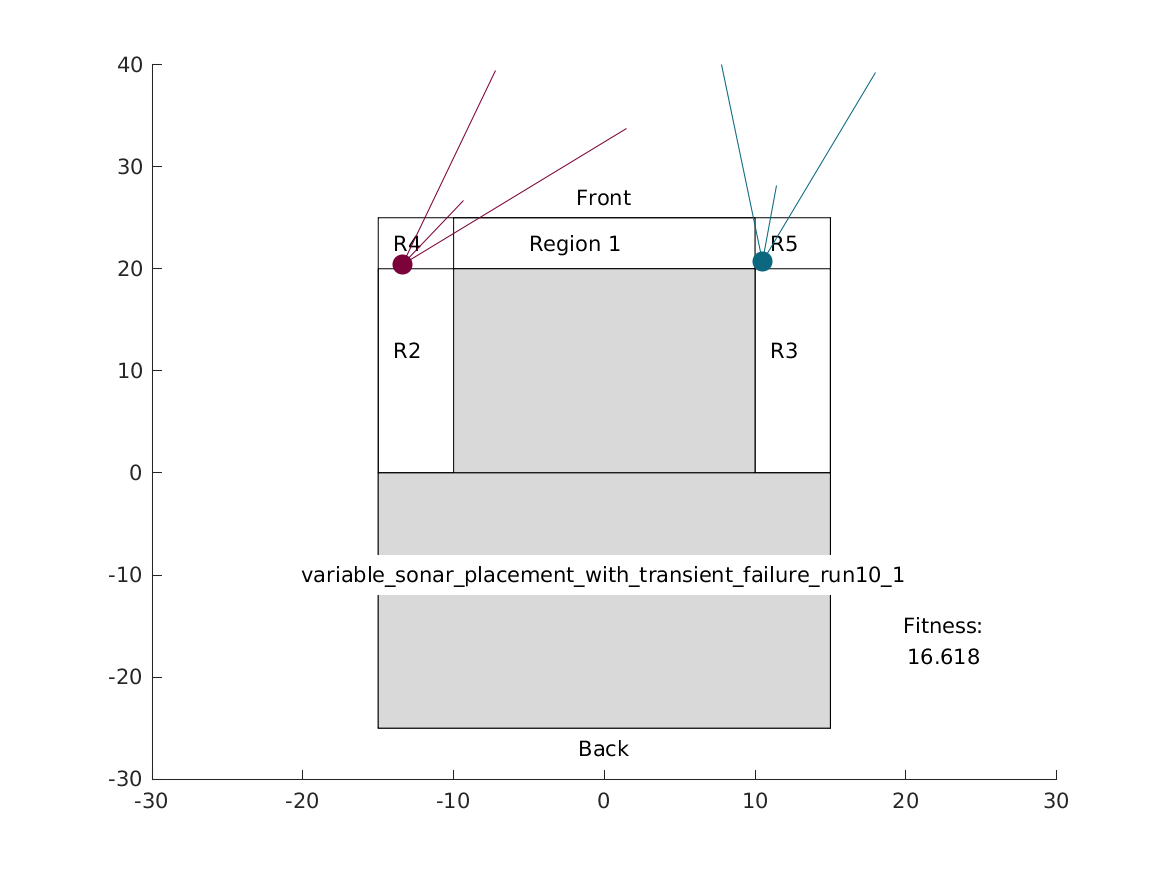 40
30
Front
R4
Region 1
R5
20
R2
R3
10
0
variable_sonar_placement_with_transient_failure_run10_1
-10
Fitness:
16.618
-20
Back
-30
-30
-20
-10
0
10
20
30